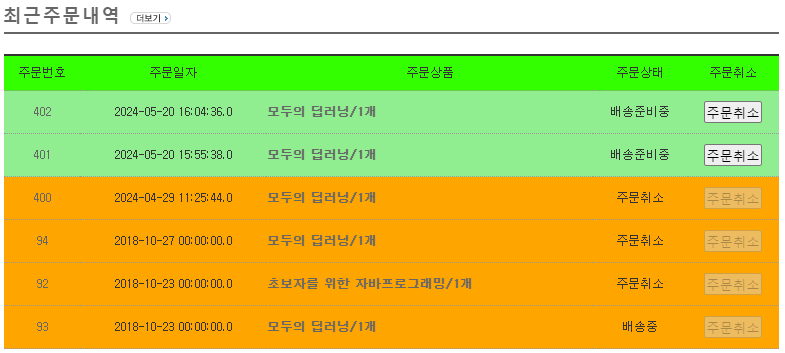 최근주문내역 더보기 >
주문번호 주문일자 주문상품 주문상태 주문취소
402 2024-05-20 16:04:36.0 모두의 딥러닝/1개 배송준비중 주문취소
401 2024-05-20 15:55:38.0 모두의 딥러닝/1개 배송준비중 주문취소
400 2024-04-29 11:25:44.0 모두의 딥러닝/1개 주문취소 주문취소
94 2018-10-27 00:00:00.0 모두의 딥러닝/1개 주문취소 주문취소
92 2018-10-23 00:00:00.0 초보자를 위한 자바프로그래밍/1개 주문취소 주문취소
93 2018-10-23 00:00:00.0 모두의 딥러닝/1개 배송중 주문취소